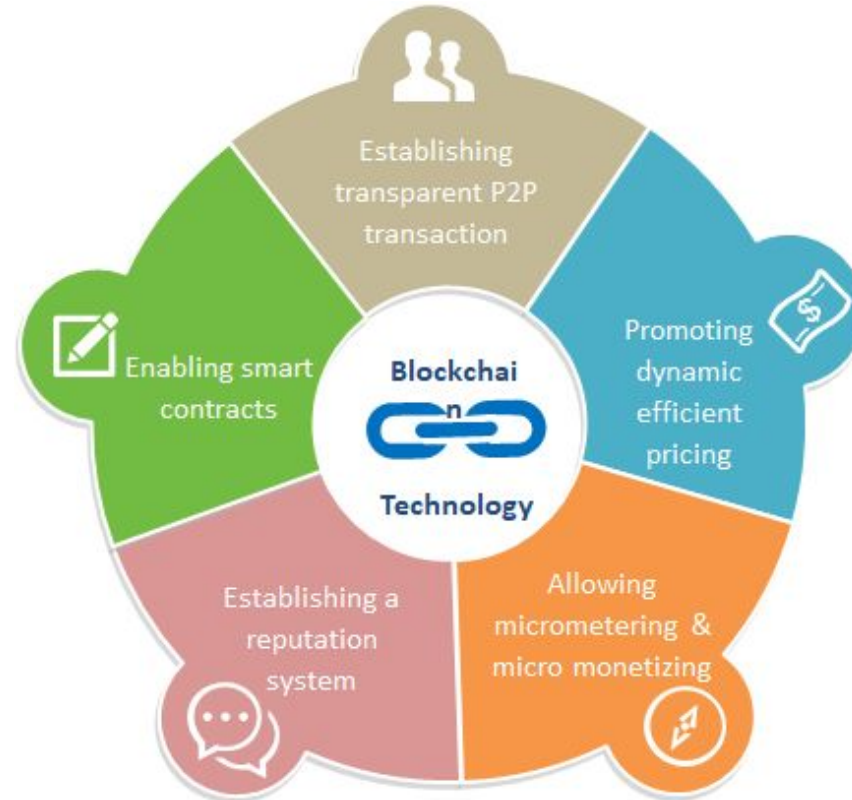 Establishing
transparent P2P
transaction
Promoting
dynamic
efficient
pricing
Allowing
micrometering &
micro monetizing
Establishing a
reputation
system
Enabling smart
contracts
Blockchai
n
Technology
$